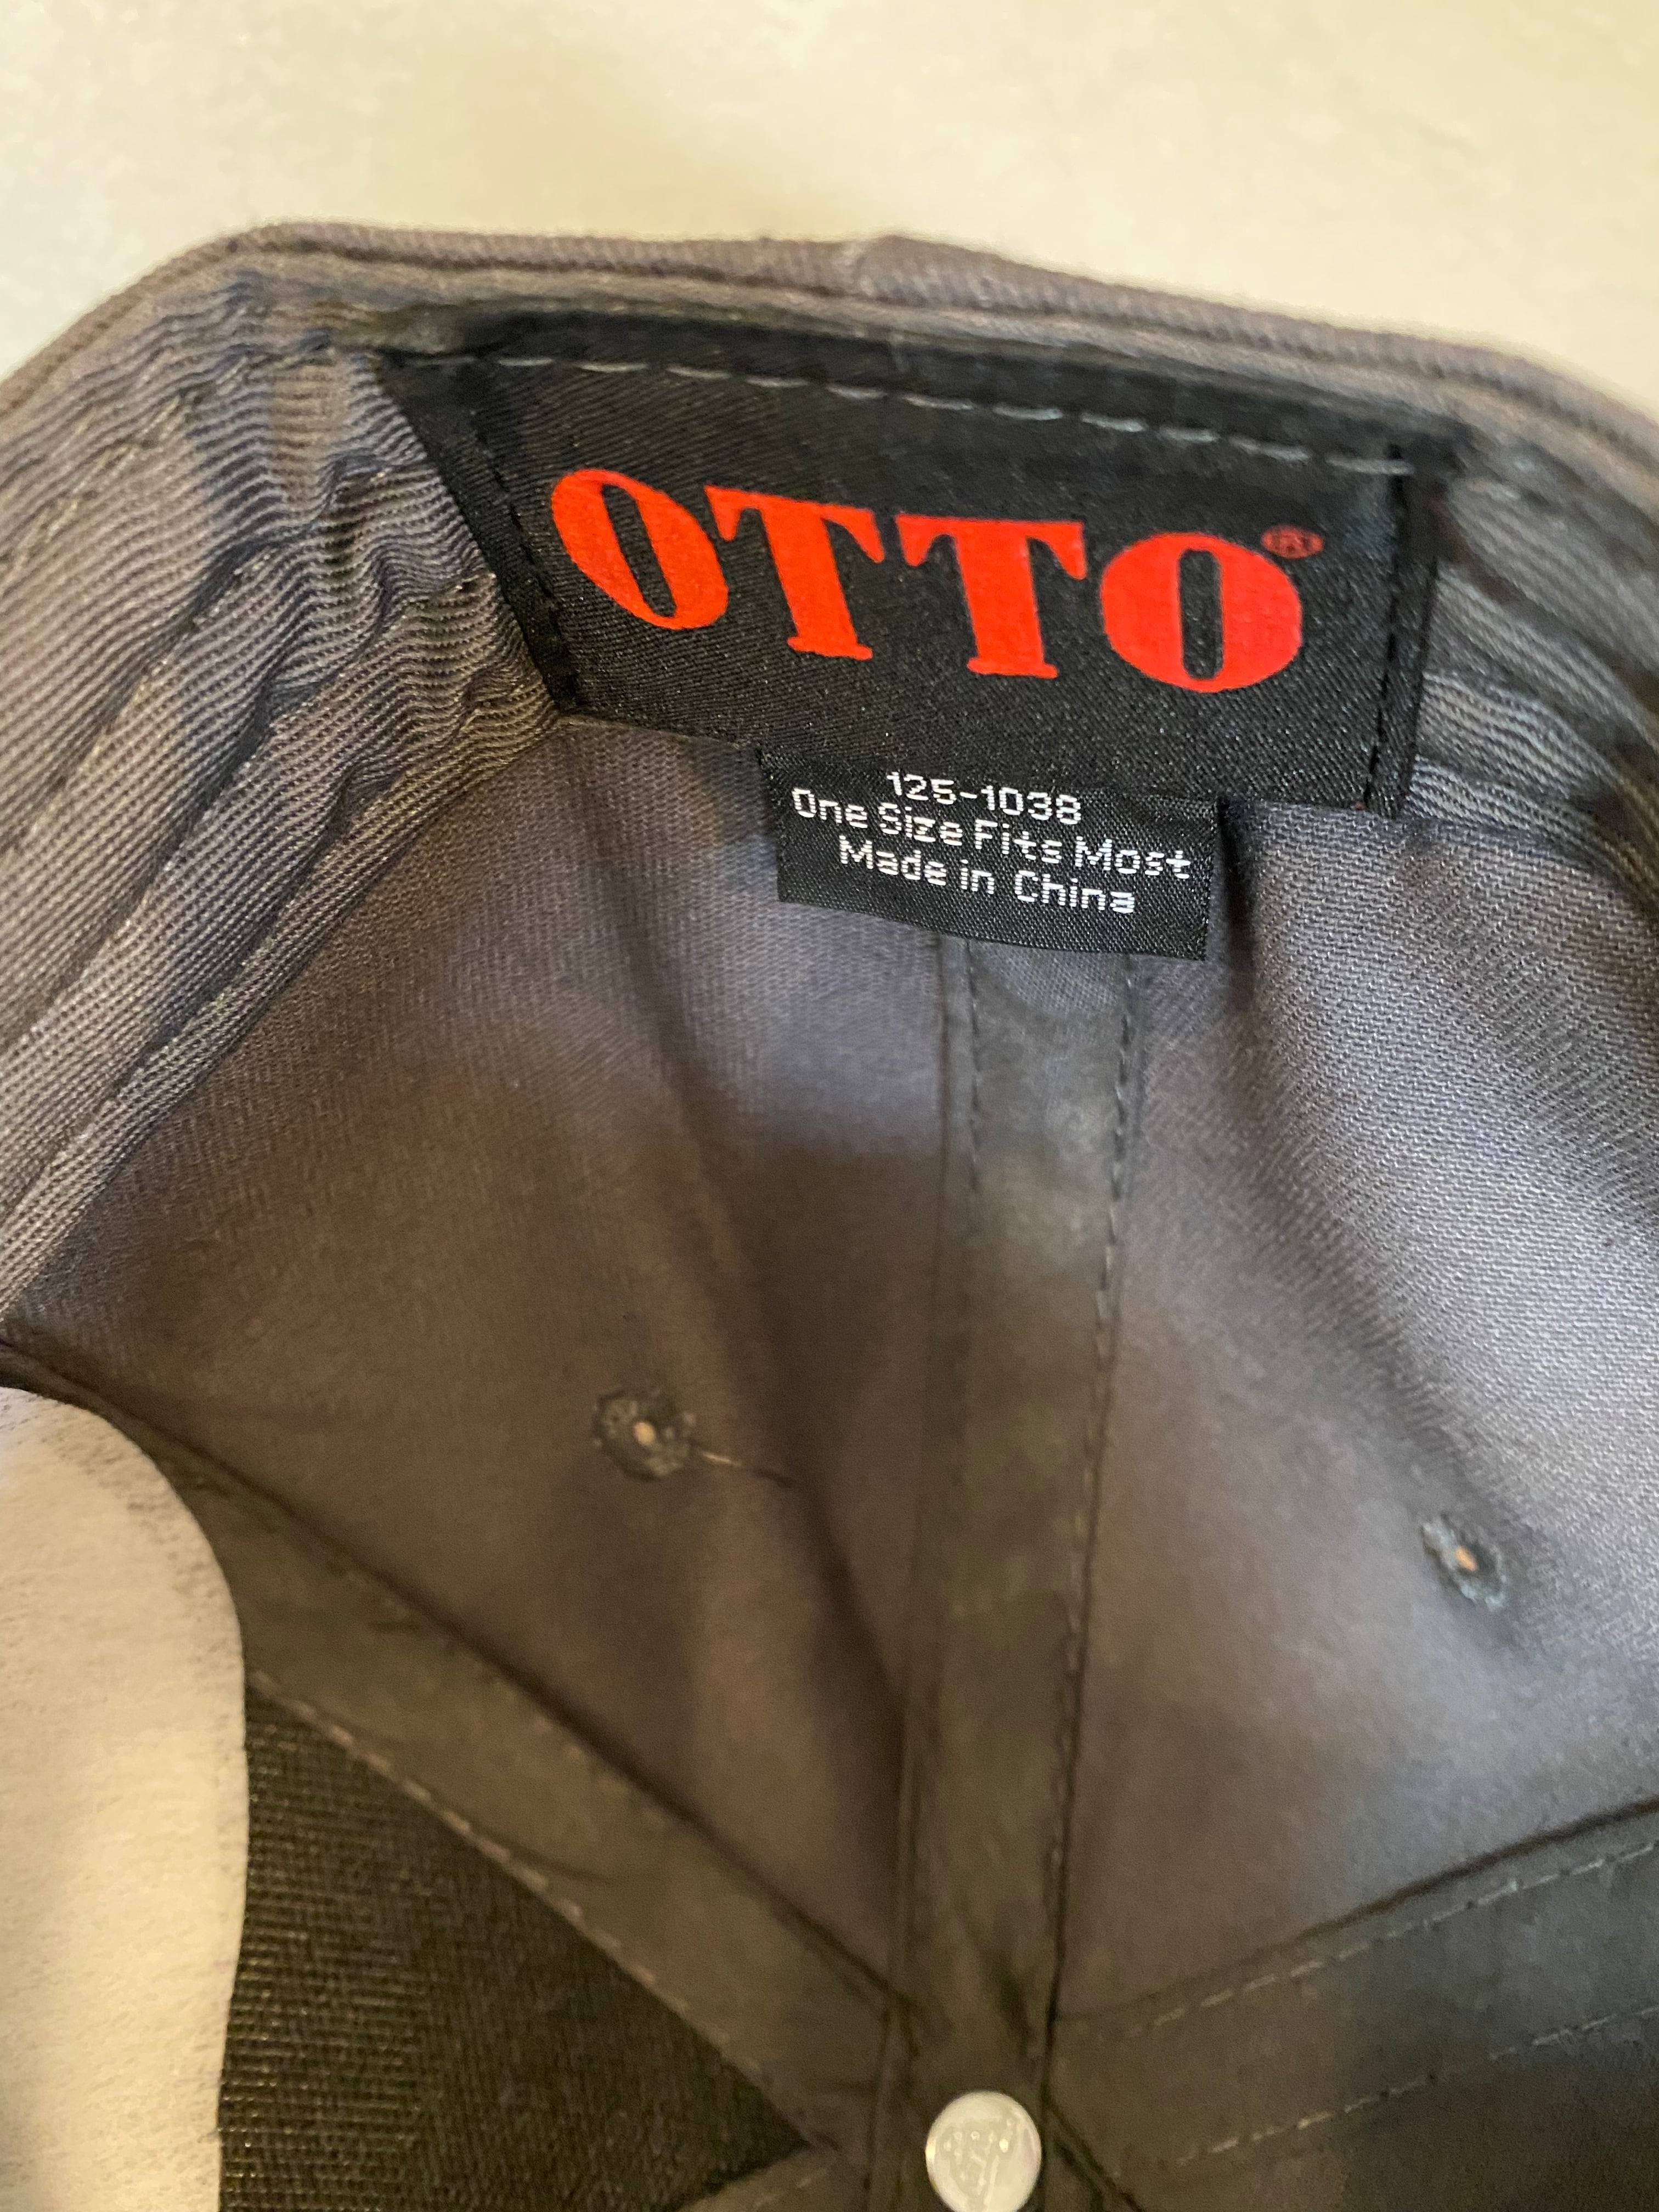 OTTO®
125-1038
One Size Fits Most
Made in China